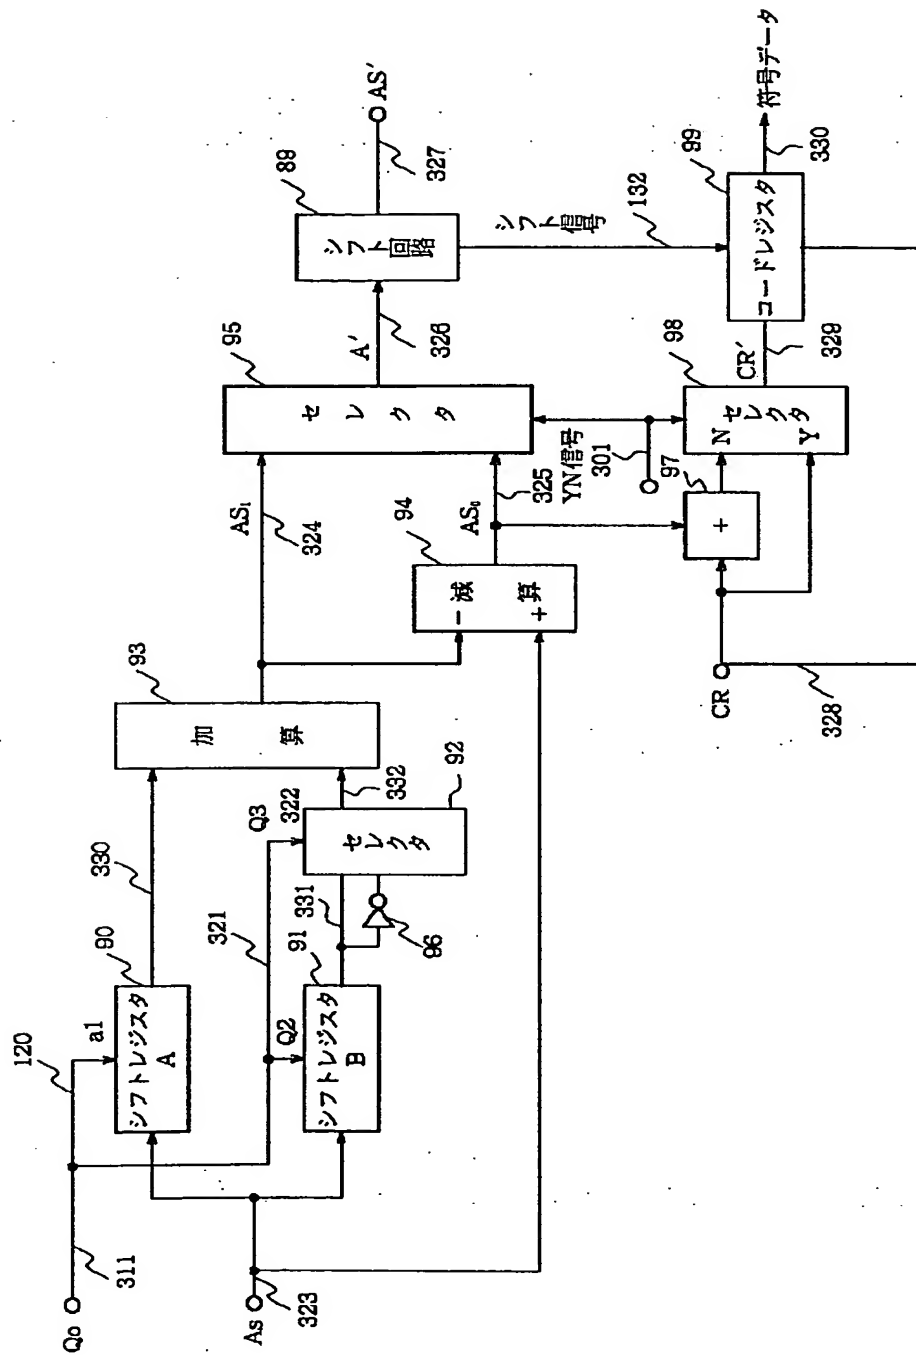 Qo
311
120
a1
90
シフトレジスタ
A
330
As
323
321
Q2
91
シフトレジスタ
B
331
96
Q3
322
332
92
セレクタ
93
加算
AS₁
324
94
－減
＋算
AS₀
325
95
セレクタ
A'
326
89
シフト回路
327
AS'
シフト
信号
132
YN信号
301
CR
328
97
+
98
セレクタ
N
Y
CR'
329
99
コードレジスタ
330
符号データ